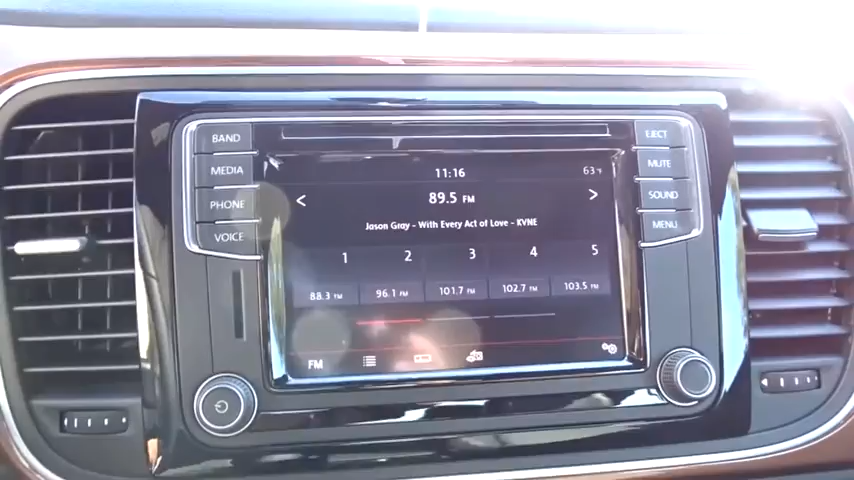 BAND
MEDIA
PHONE
VOICE
EJECT
MUTE
SOUND
MENU
11:16
63°F
< 89.5 FM >
Jason Gray - With Every Act of Love - KVNE
1 2 3 4 5
88.3 FM 96.1 FM 101.7 FM 102.7 FM 103.5 FM
FM